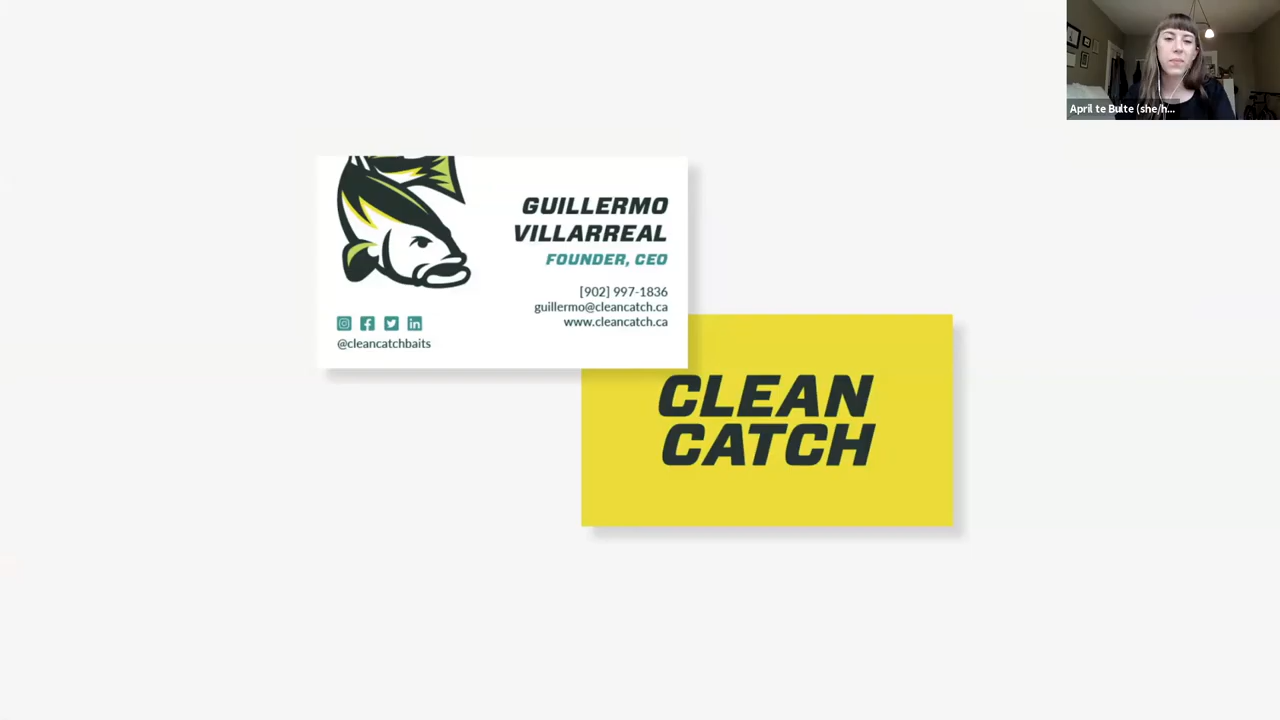 April te Bulte (she/h...
GUILLERMO
VILLARREAL
FOUNDER, CEO
[902] 997-1836
guillermo@cleancatch.ca
www.cleancatch.ca
@cleancatchbaits
CLEAN
CATCH